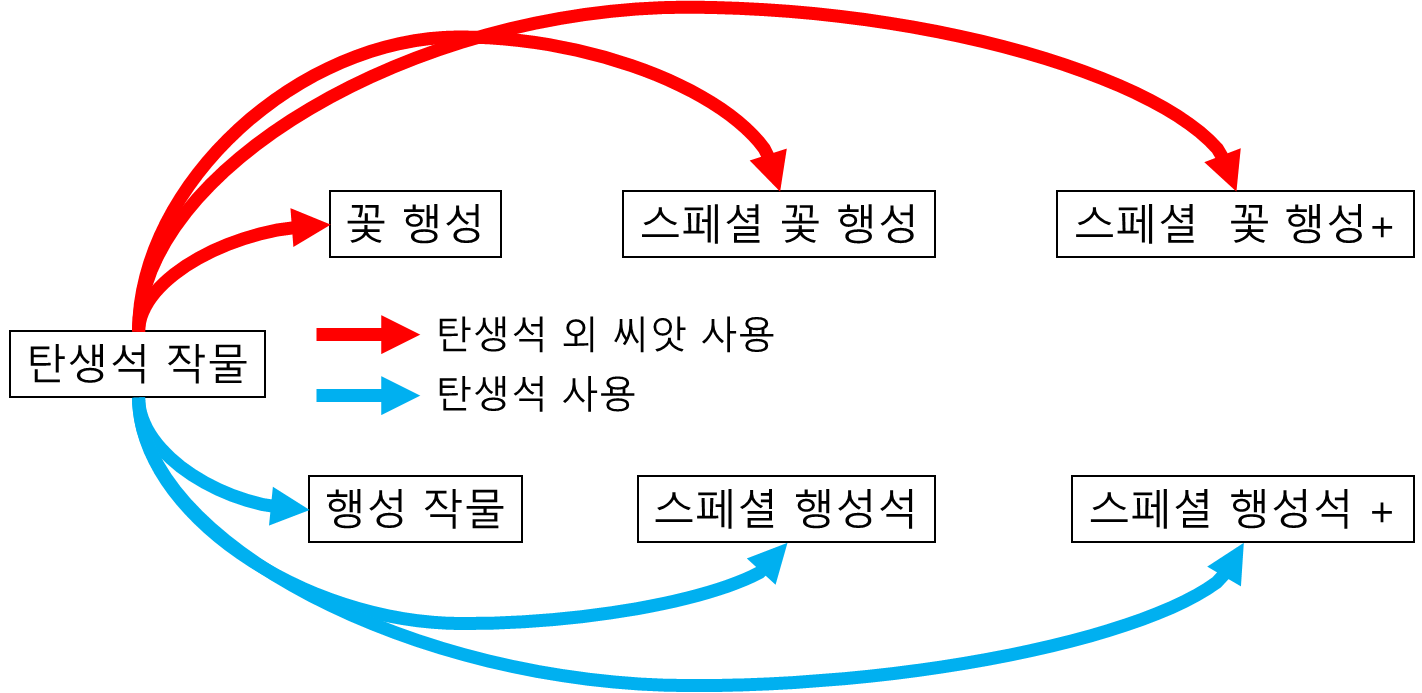 꽃 행성
스페셜 꽃 행성
스페셜  꽃 행성+
탄생석 외 씨앗 사용
탄생석 작물
탄생석 사용
행성 작물
스페셜 행성석
스페셜 행성석 +